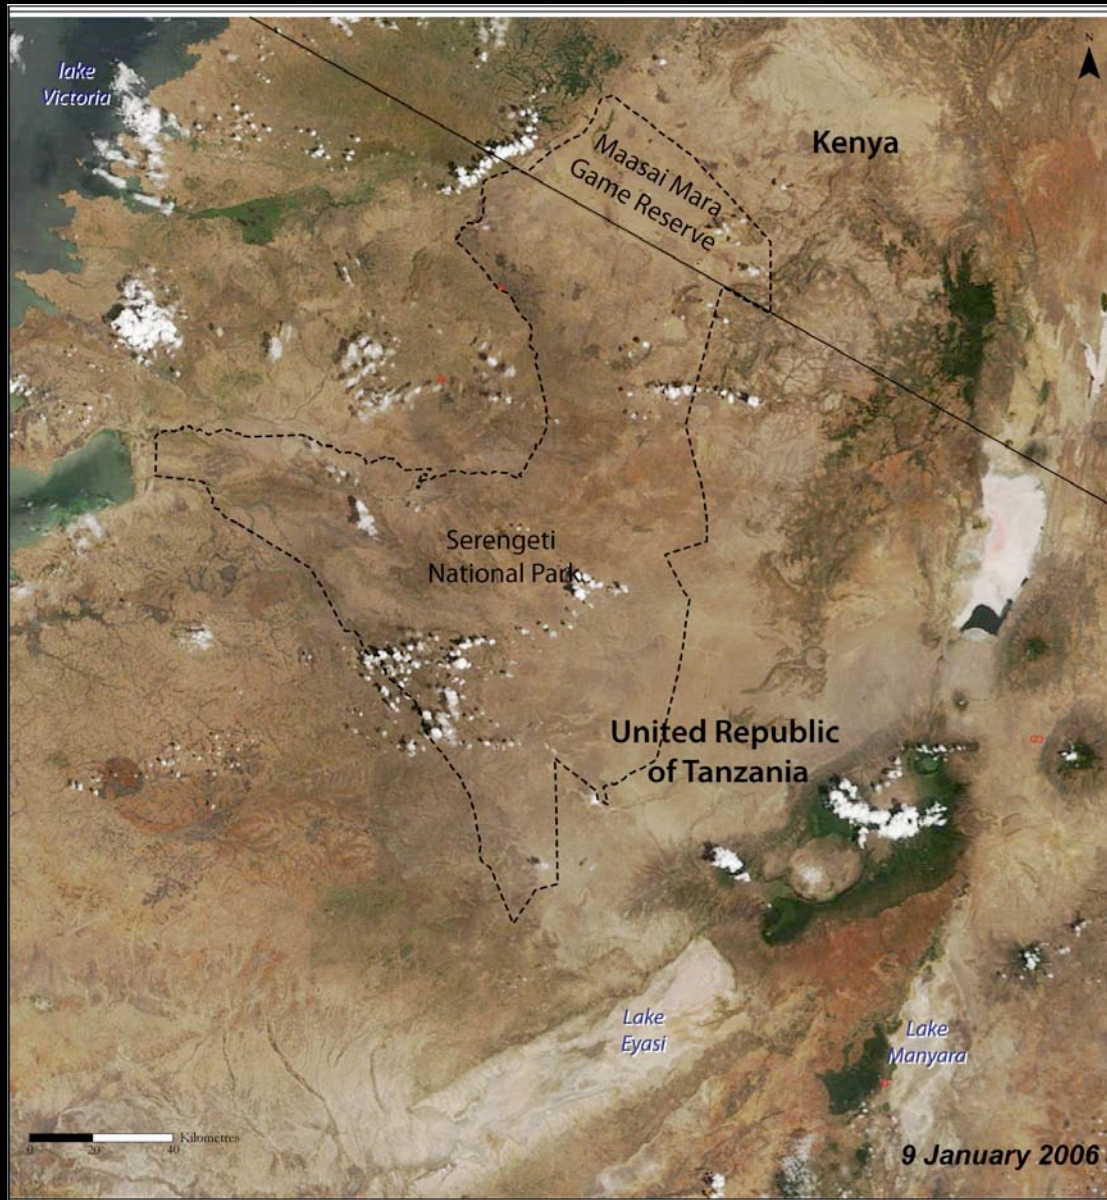 N
lake
Victoria
Kenya
Maasai Mara
Game Reserve
Serengeti
National Park
United Republic
of Tanzania
Lake
Eyasi
Lake
Manyara
Kilometres
0 20 40
9 January 2006